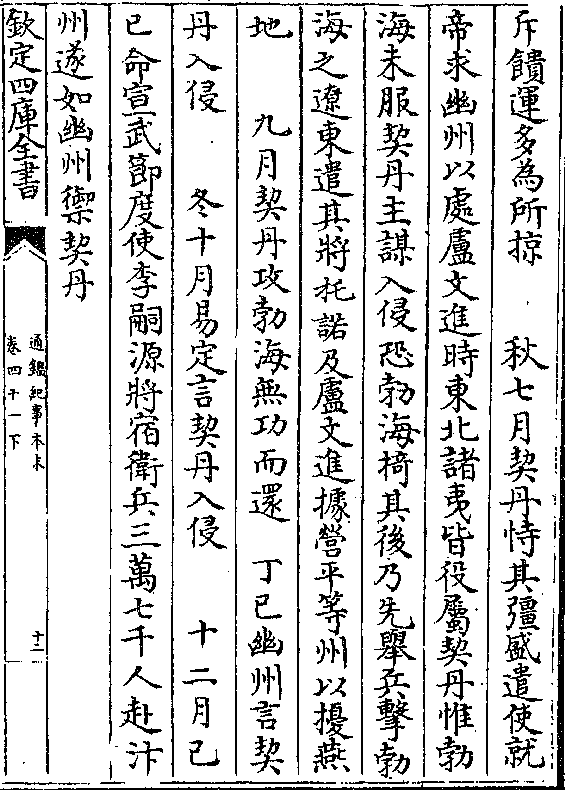 斥饋運多為所掠　秋七月契丹恃其彊盛遣使就
帝求幽州以處盧文進時東北諸夷皆役屬契丹惟勃
海未服契丹主謀入侵恐勃海掎其後乃先舉兵擊勃
海之遼東遣其將托諾及盧文進據營平等州以擾燕
地　九月契丹攻勃海無功而還　丁巳幽州言契
丹入侵　冬十月易定言契丹入侵　十二月己
巳命宣武節度使李嗣源將宿衛兵三萬七千人赴汴
州遂如幽州禦契丹
欽定四庫全書
通鑑紀事本末
卷四十一下
十二